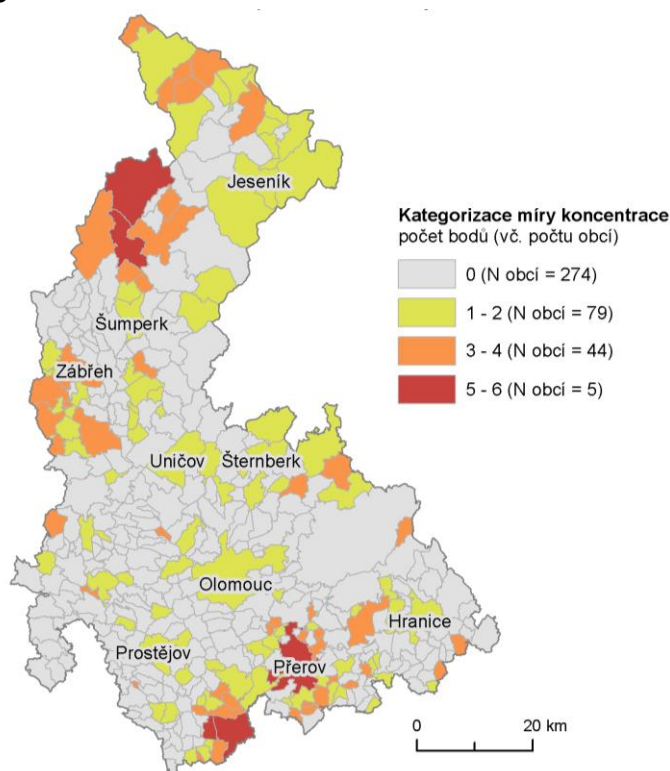 Jeseník
Kategorizace míry koncentrace
počet bodů (vč. počtu obcí)
0 (N obcí = 274)
1 - 2 (N obcí = 79)
3 - 4 (N obcí = 44)
5 - 6 (N obcí = 5)
Šumperk
Zábřeh
Uničov
Šternberk
Olomouc
Hranice
Prostějov
Přerov
0
20 km